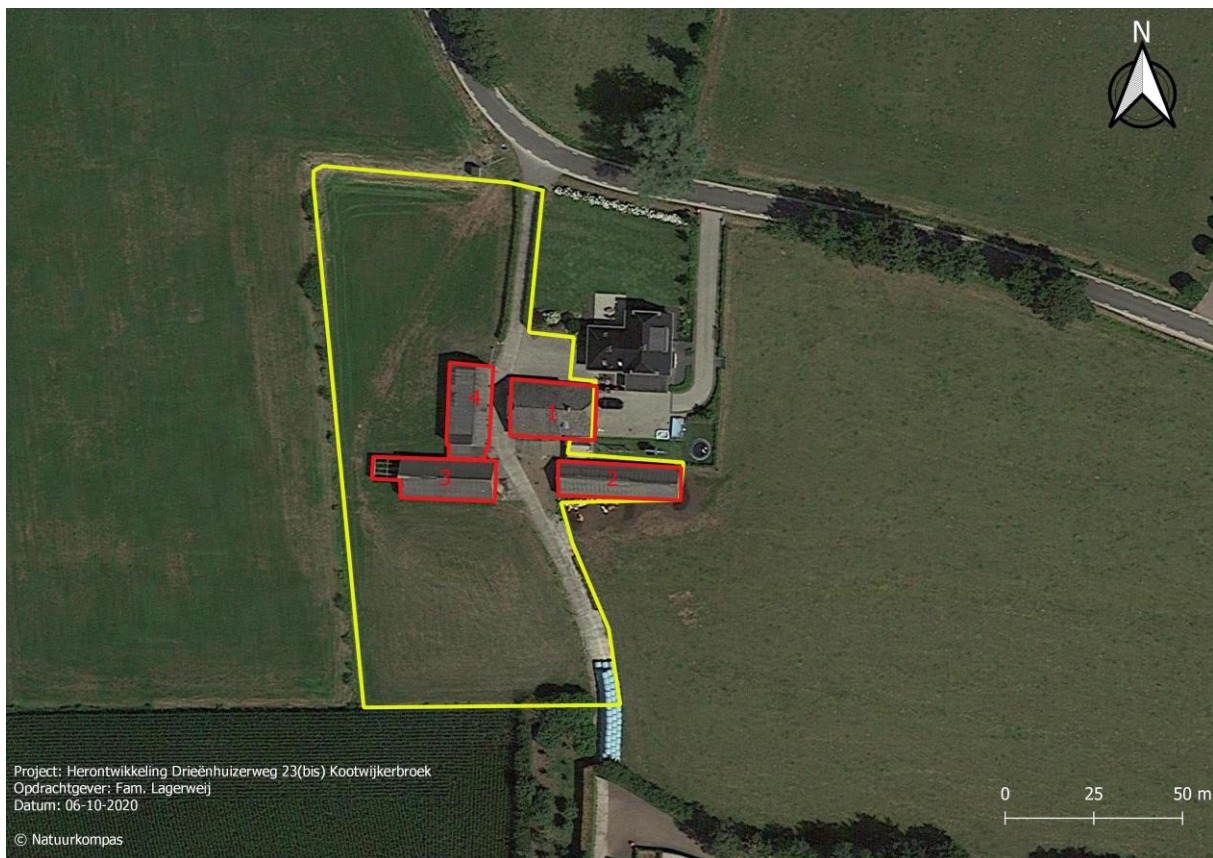 N
4
1
3
2
Project: Herontwikkeling Drieënhuizerweg 23(bis) Kootwijkerbroek
Opdrachtgever: Fam. Lagerweij
Datum: 06-10-2020
© Natuurkompas
0 25 50 m